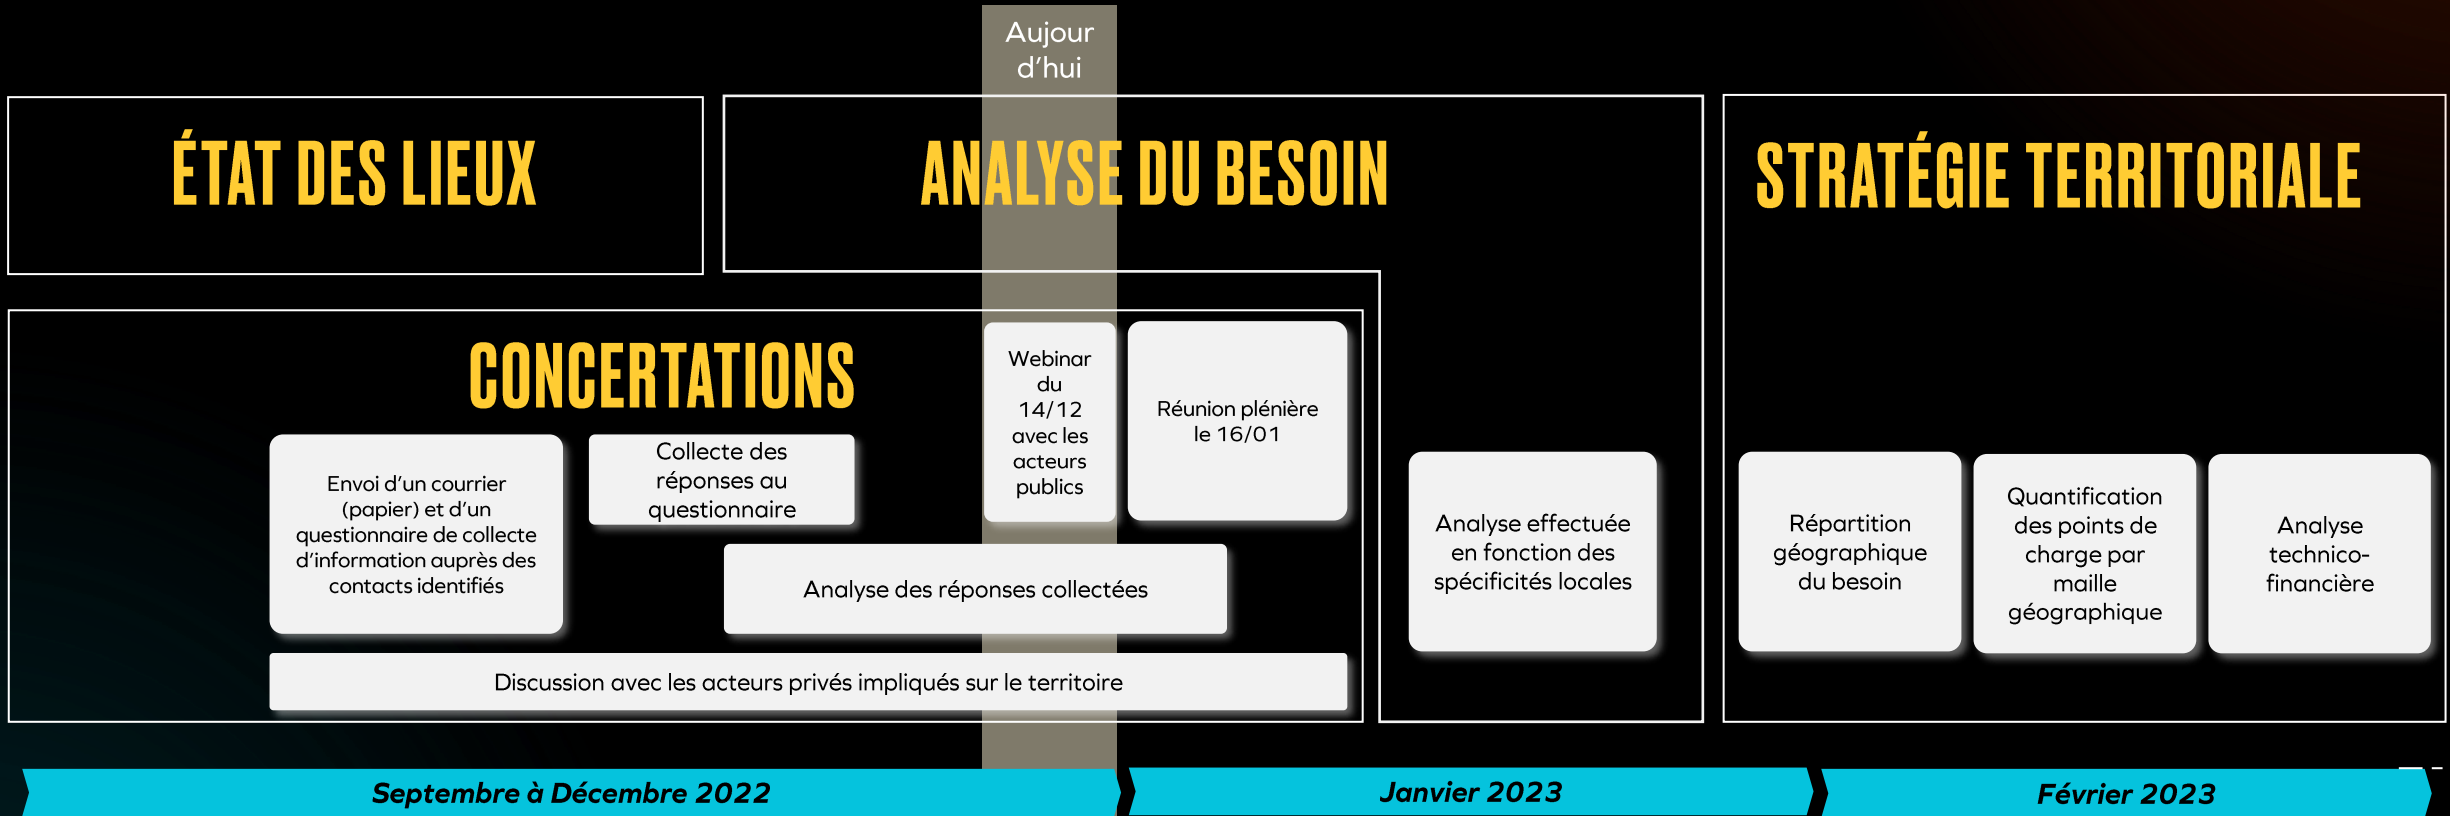 Aujour
d’hui
ÉTAT DES LIEUX
ANALYSE DU BESOIN
STRATÉGIE TERRITORIALE
CONCERTATIONS
Envoi d’un courrier
(papier) et d’un
questionnaire de collecte
d’information auprès des
contacts identifiés
Collecte des
réponses au
questionnaire
Webinar
du
14/12
avec les
acteurs
publics
Réunion plénière
le 16/01
Analyse des réponses collectées
Discussion avec les acteurs privés impliqués sur le territoire
Analyse effectuée
en fonction des
spécificités locales
Répartition
géographique
du besoin
Quantification
des points de
charge par
maille
géographique
Analyse
technico-
financière
Septembre à Décembre 2022
Janvier 2023
Février 2023